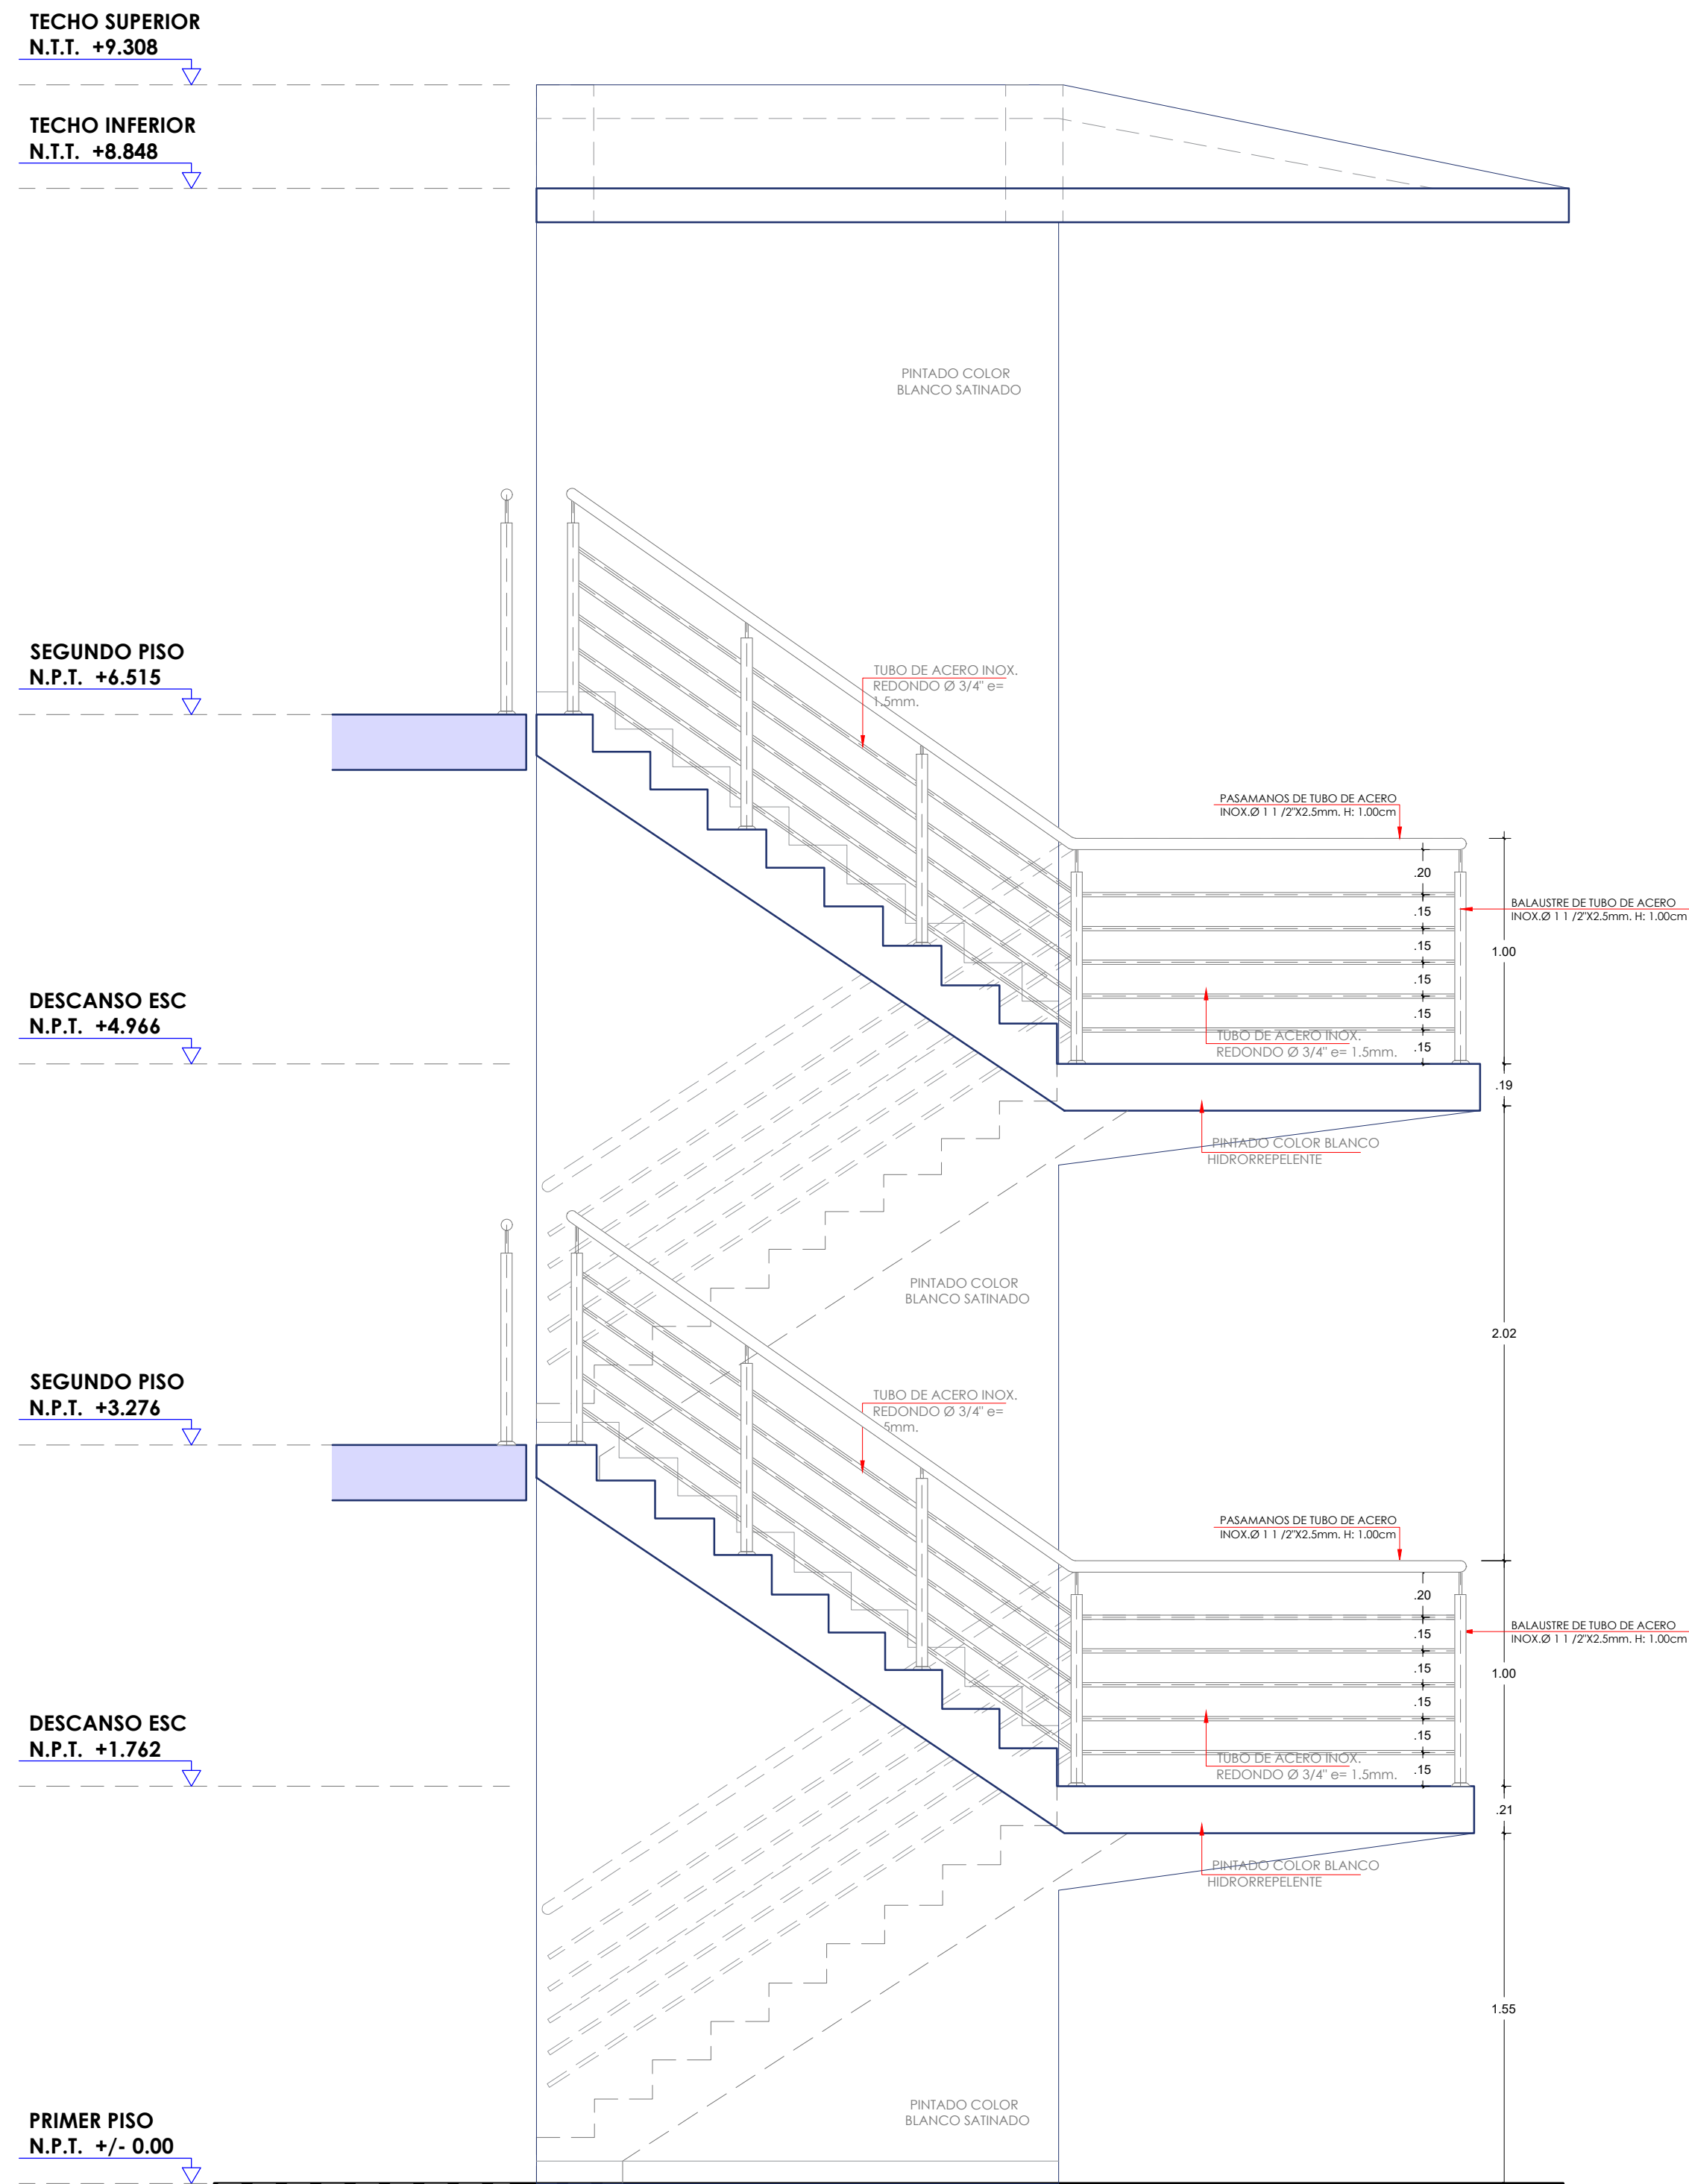 TECHO SUPERIOR
N.T.T. +9.308
TECHO INFERIOR
N.T.T. +8.848
PINTADO COLOR
BLANCO SATINADO
SEGUNDO PISO
N.P.T. +6.515
TUBO DE ACERO INOX.
REDONDO Ø 3/4" e=
1.5mm.
PASAMANOS DE TUBO DE ACERO
INOX.Ø 1 1 /2"X2.5mm. H: 1.00cm
.20
BALAUSTRE DE TUBO DE ACERO
INOX.Ø 1 1 /2"X2.5mm. H: 1.00cm
.15
.15
1.00
.15
DESCANSO ESC
N.P.T. +4.966
.15
TUBO DE ACERO INOX.
REDONDO Ø 3/4" e= 1.5mm.
.15
.19
PINTADO COLOR BLANCO
HIDRORREPELENTE
PINTADO COLOR
BLANCO SATINADO
2.02
SEGUNDO PISO
N.P.T. +3.276
TUBO DE ACERO INOX.
REDONDO Ø 3/4" e=
.5mm.
PASAMANOS DE TUBO DE ACERO
INOX.Ø 1 1 /2"X2.5mm. H: 1.00cm
.20
BALAUSTRE DE TUBO DE ACERO
INOX.Ø 1 1 /2"X2.5mm. H: 1.00cm
.15
.15
1.00
.15
DESCANSO ESC
N.P.T. +1.762
.15
TUBO DE ACERO INOX.
REDONDO Ø 3/4" e= 1.5mm.
.15
.21
PINTADO COLOR BLANCO
HIDRORREPELENTE
1.55
PINTADO COLOR
BLANCO SATINADO
PRIMER PISO
N.P.T. +/- 0.00